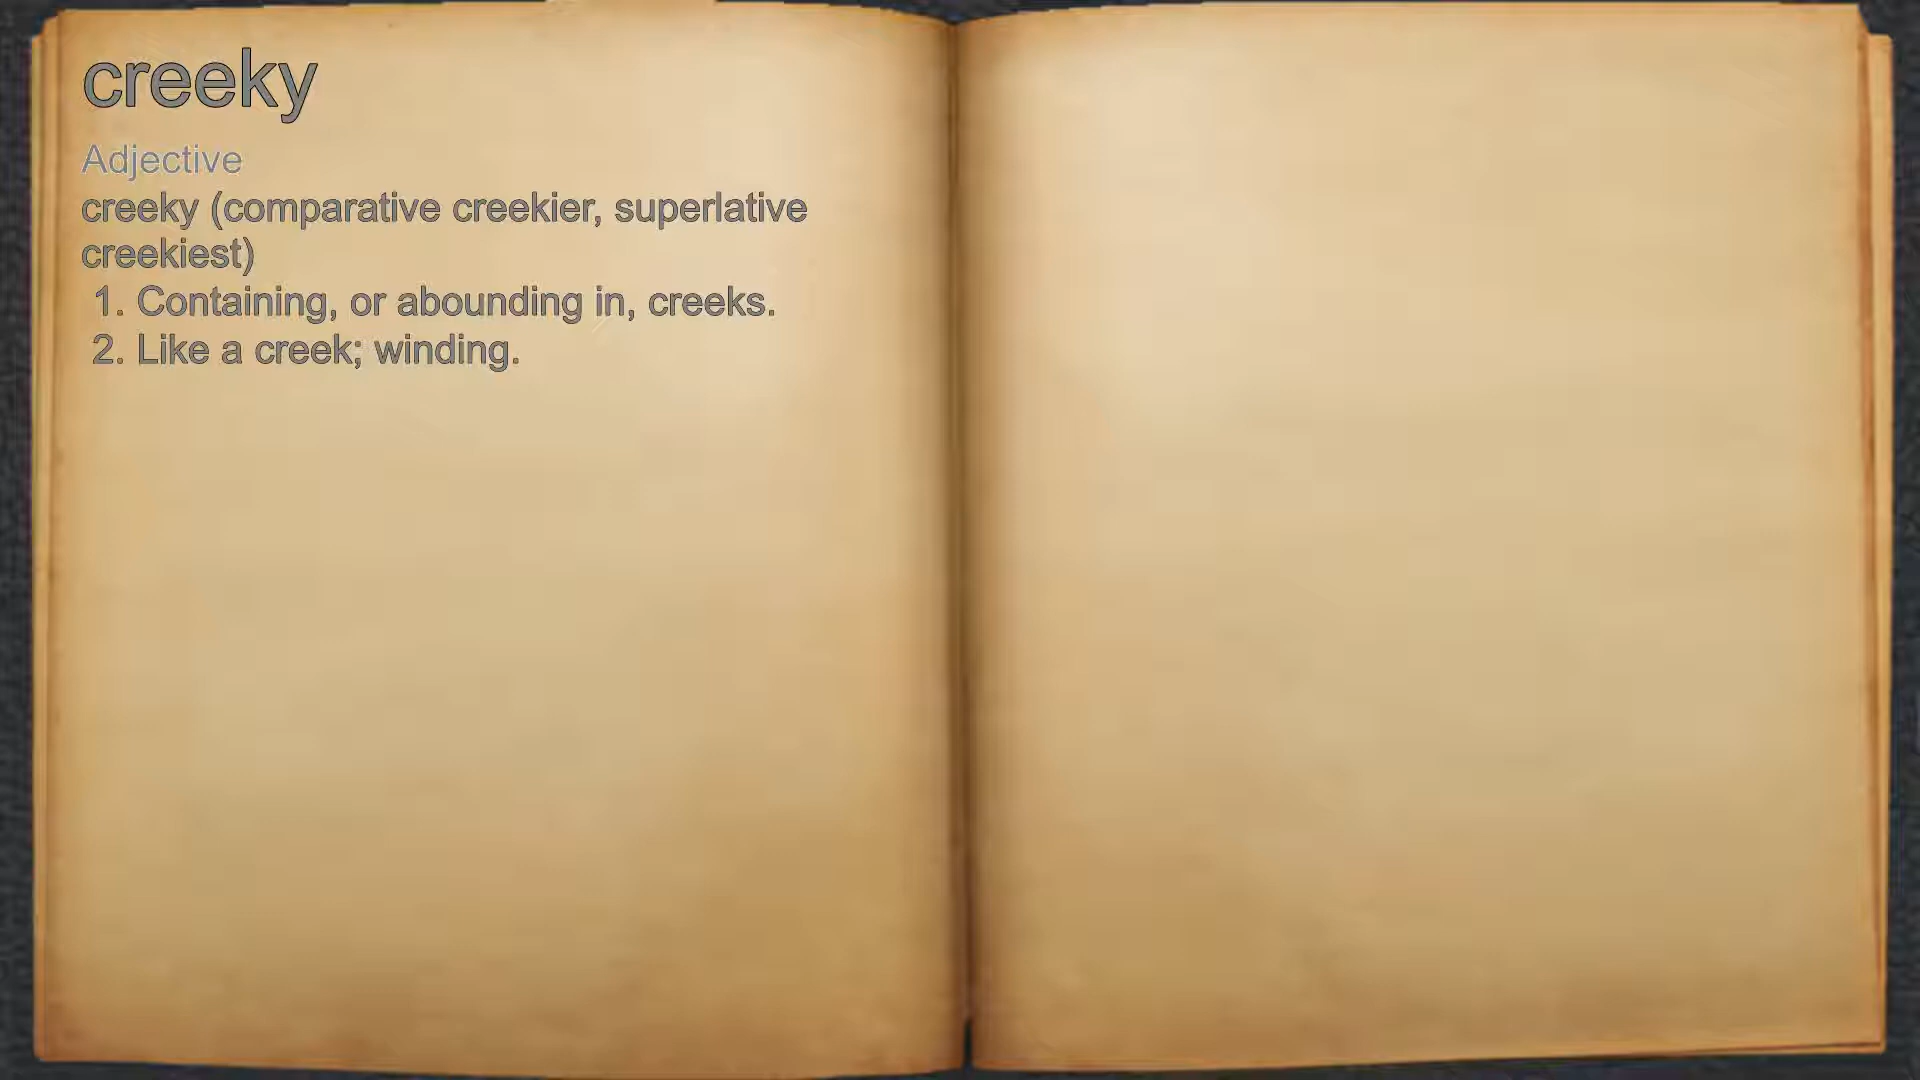 creeky
Adjective
creeky (comparative creekier, superlative
creekiest)
1. Containing, or abounding in, creeks.
2. Like a creek; winding.